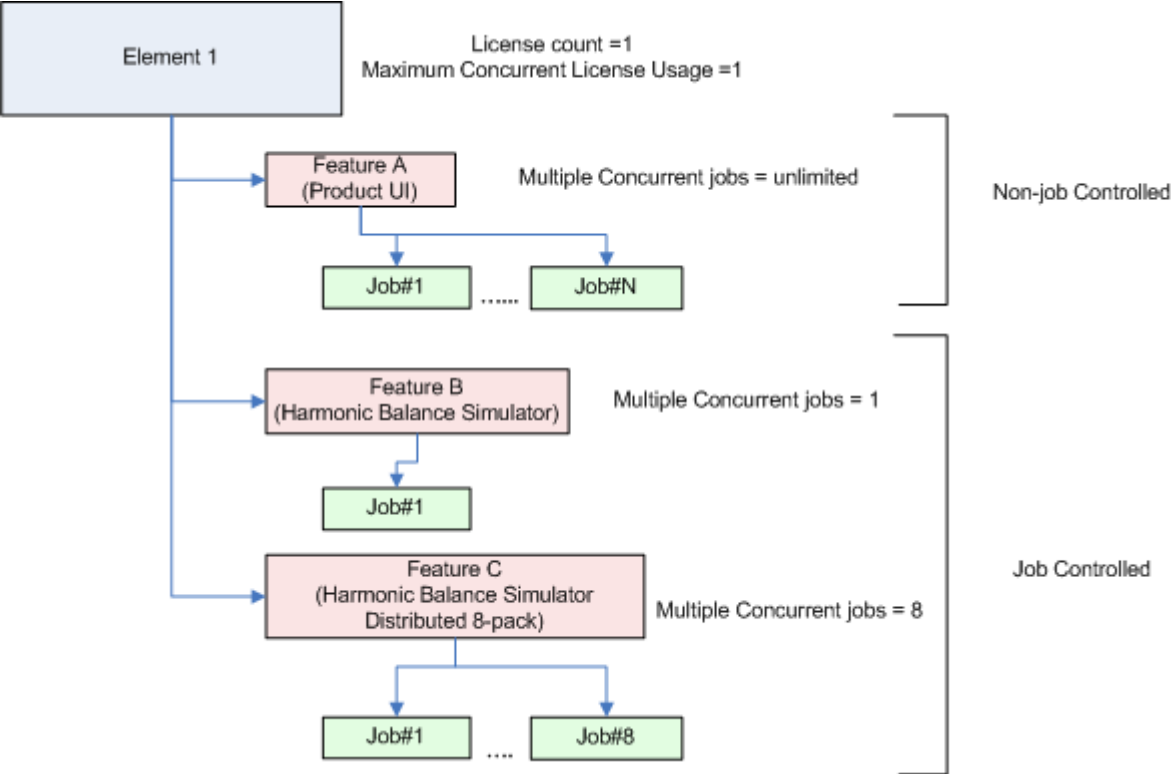 Element 1
License count =1
Maximum Concurrent License Usage =1
Feature A
(Product UI)
Multiple Concurrent jobs = unlimited
Non-job Controlled
Job#1
......
Job#N
Feature B
(Harmonic Balance Simulator)
Multiple Concurrent jobs = 1
Job#1
Feature C
(Harmonic Balance Simulator
Distributed 8-pack)
Multiple Concurrent jobs = 8
Job Controlled
Job#1
....
Job#8